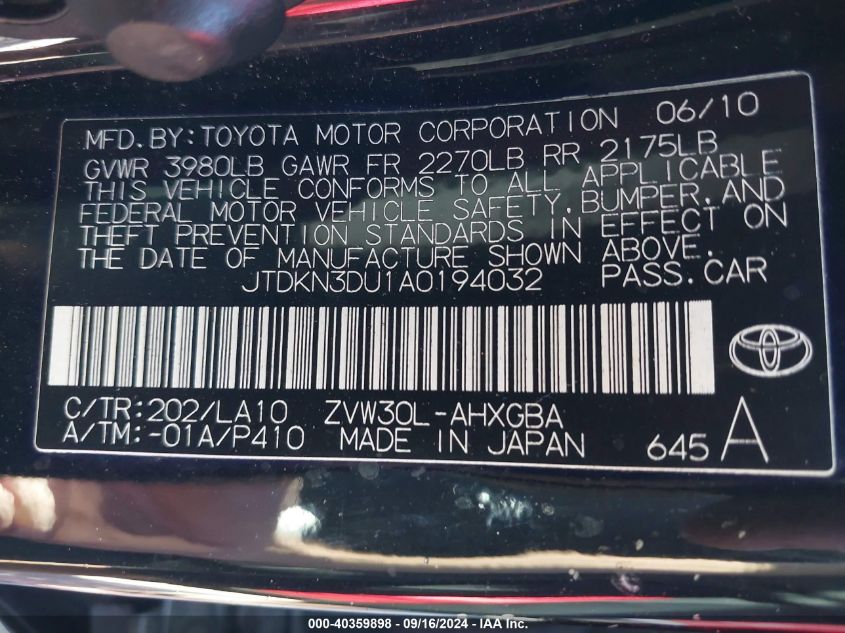 MFD.BY:TOYOTA MOTOR CORPORATION 06/10
GVWR 3980LB GAWR FR 2270LB RR 2175LB
THIS VEHICLE CONFORMS TO ALL APPLICABLE
FEDERAL MOTOR VEHICLE SAFETY,BUMPER,AND
THEFT PREVENTION STANDARDS IN EFFECT ON
THE DATE OF MANUFACTURE SHOWN ABOVE.
JTDKN3DU1A0194032 PASS.CAR
C/TR:202/LA10 ZVW30L-AHXGBA
A/TM:-01A/P410 MADE IN JAPAN 645 A
000-40359898 - 09/16/2024 - IAA Inc.